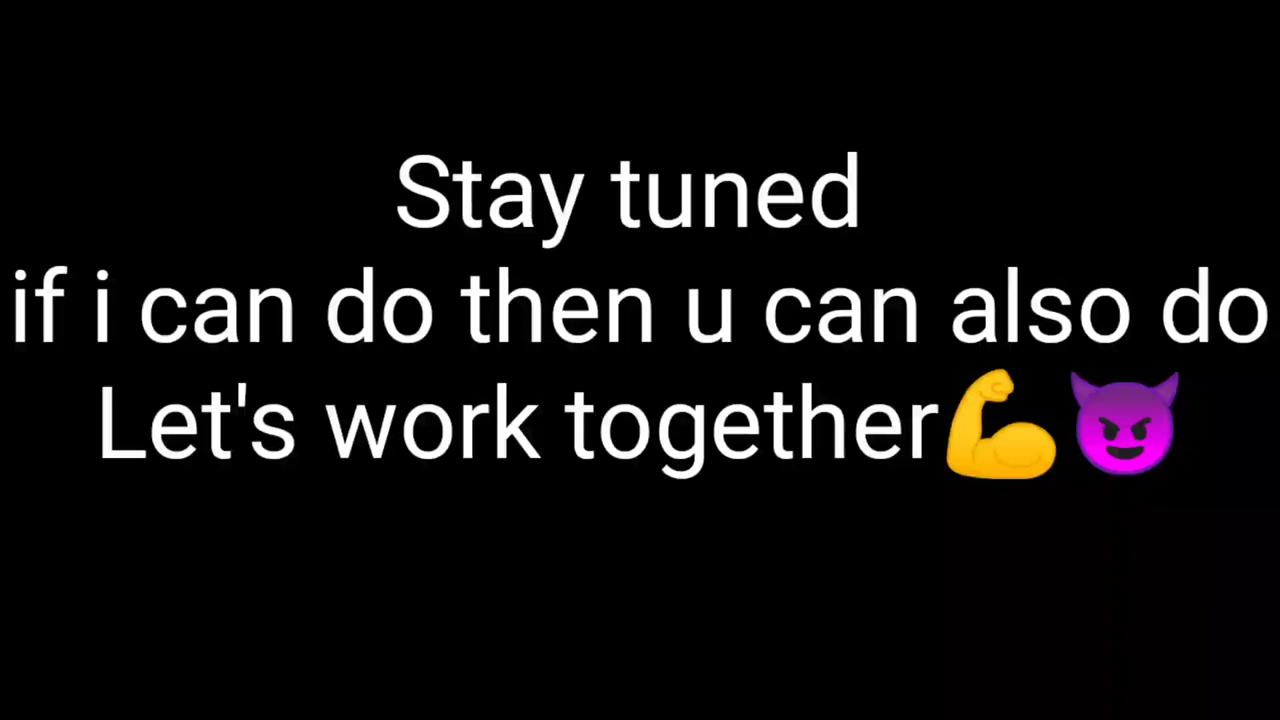 Stay tuned
if i can do then u can also do
Let's work together💪😈